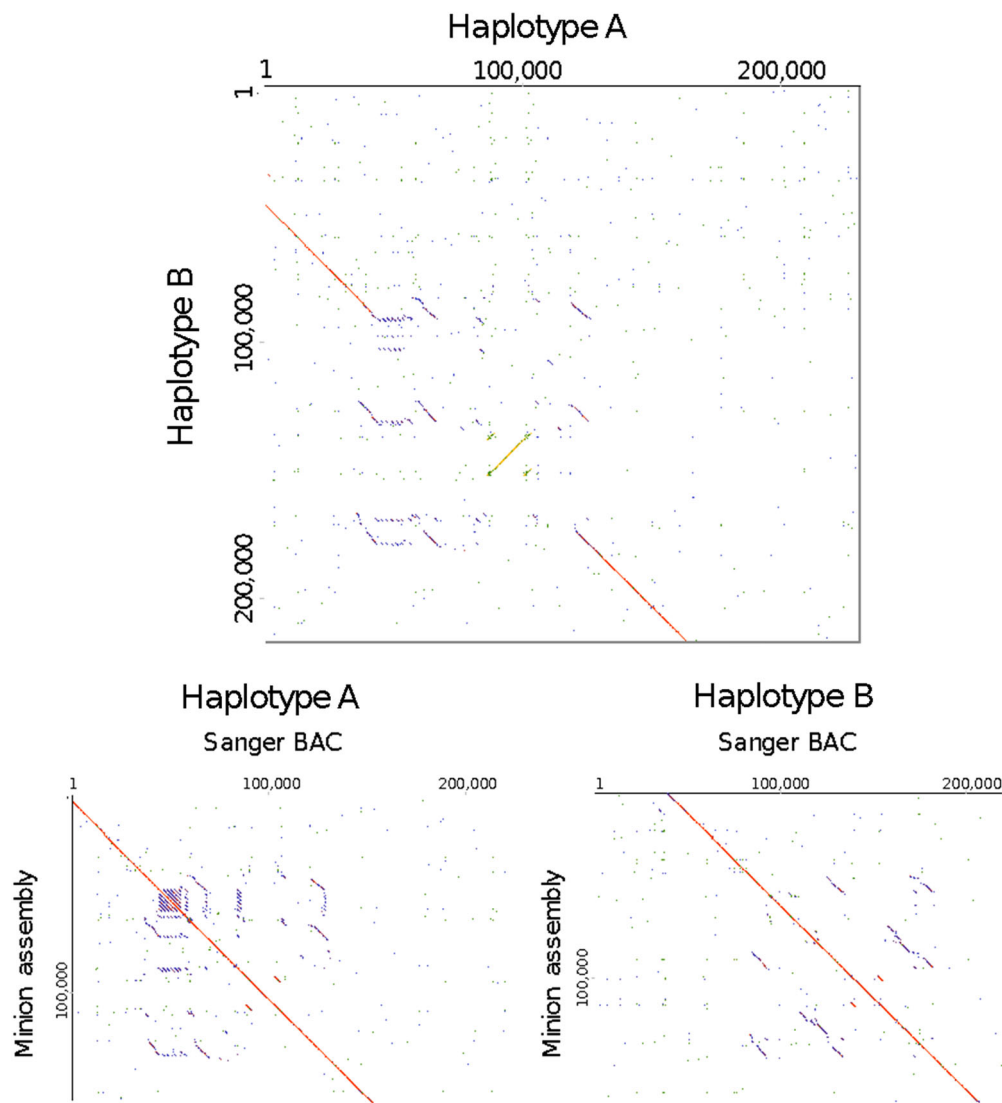 Haplotype A
1 100,000 200,000
1
Haplotype B
100,000
200,000
Haplotype A
Sanger BAC
1 100,000 200,000
Minion assembly
100,000
Haplotype B
Sanger BAC
1 100,000 200,000
Minion assembly
100,000